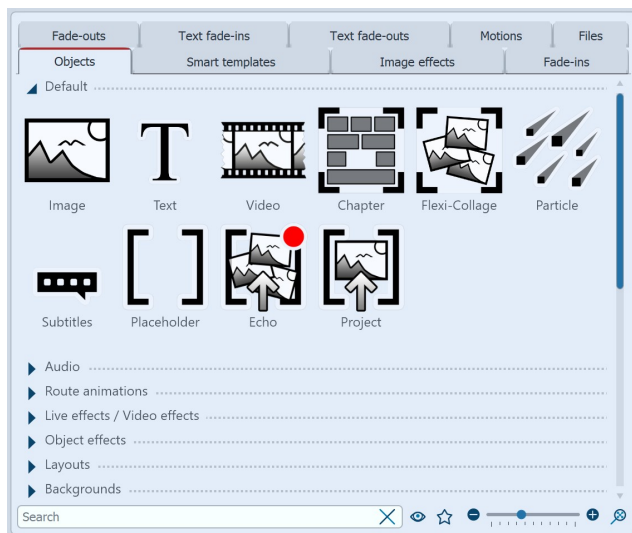 Fade-outs Text fade-ins Text fade-outs Motions Files
Objects Smart templates Image effects Fade-ins
Default
T
Image Text Video Chapter Flexi-Collage Particle
Subtitles Placeholder Echo Project
Audio
Route animations
Live effects / Video effects
Object effects
Layouts
Backgrounds
Search